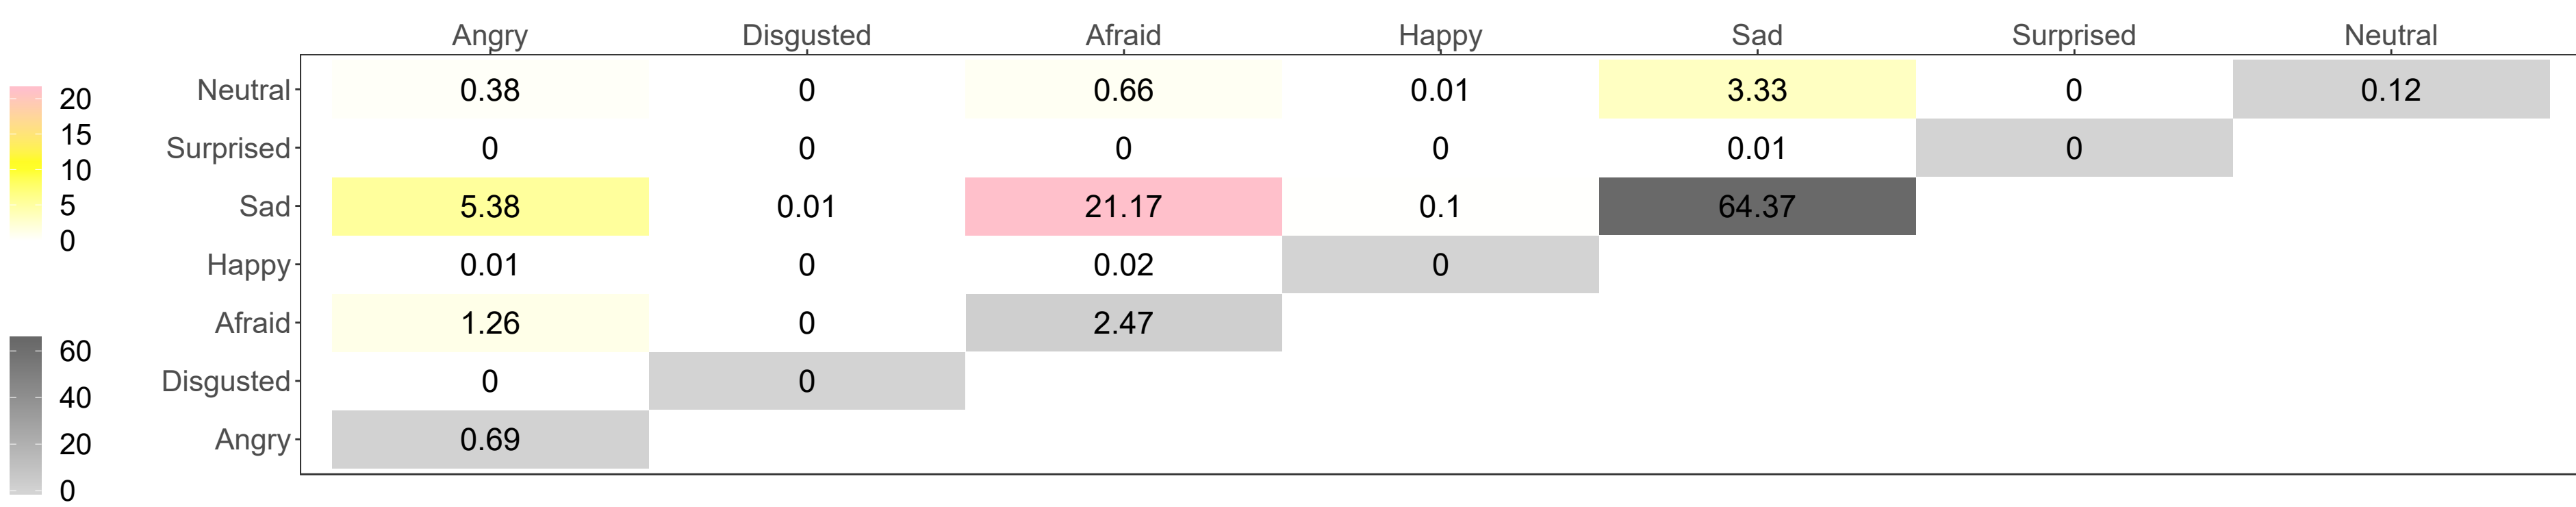 Angry Disgusted Afraid Happy Sad Surprised Neutral
Neutral 0.38 0 0.66 0.01 3.33 0 0.12
Surprised 0 0 0 0 0.01 0
Sad 5.38 0.01 21.17 0.1 64.37
Happy 0.01 0 0.02 0
Afraid 1.26 0 2.47
Disgusted 0 0
Angry 0.69
20
15
10
5
0
60
40
20
0